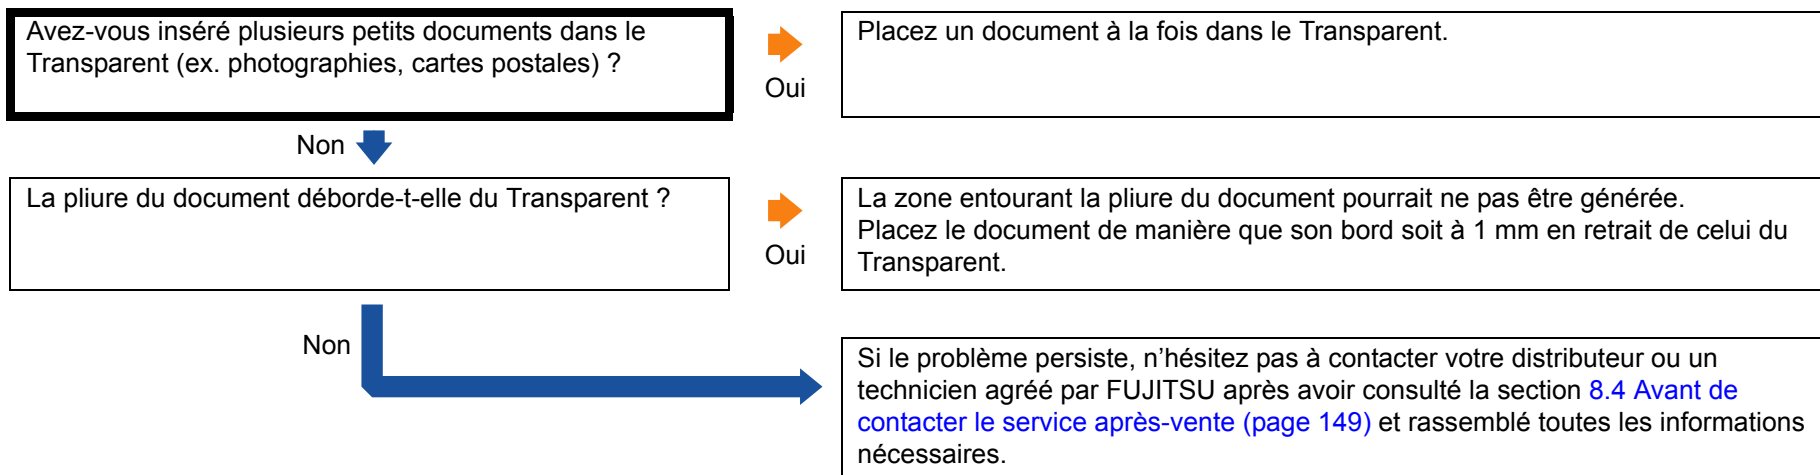 Avez-vous inséré plusieurs petits documents dans le
Transparent (ex. photographies, cartes postales) ?
Oui
Placez un document à la fois dans le Transparent.
Non
La pliure du document déborde-t-elle du Transparent ?
Oui
La zone entourant la pliure du document pourrait ne pas être générée.
Placez le document de manière que son bord soit à 1 mm en retrait de celui du
Transparent.
Non
Si le problème persiste, n’hésitez pas à contacter votre distributeur ou un
technicien agréé par FUJITSU après avoir consulté la section 8.4 Avant de
contacter le service après-vente (page 149) et rassemblé toutes les informations
nécessaires.